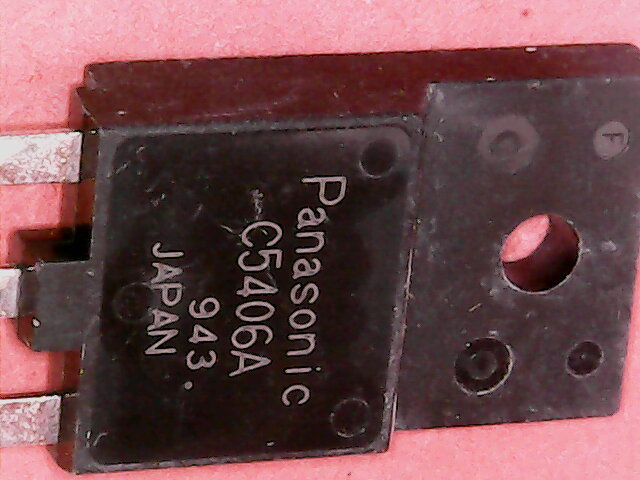 Panasonic
C5406A
943.
JAPAN
F